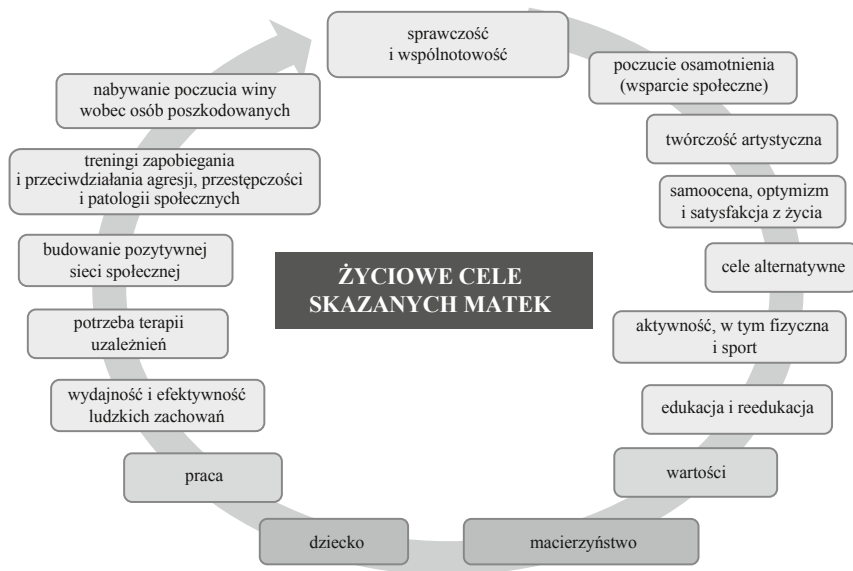 sprawczość
i wspólnotowość
poczucie osamotnienia
(wsparcie społeczne)
twórczość artystyczna
samoocena, optymizm
i satysfakcja z życia
cele alternatywne
aktywność, w tym fizyczna
i sport
edukacja i reedukacja
wartości
macierzyństwo
dziecko
praca
wydajność i efektywność
ludzkich zachowań
potrzeba terapii
uzależnień
budowanie pozytywnej
sieci społecznej
treningi zapobiegania
i przeciwdziałania agresji, przestępczości
i patologii społecznych
nabywanie poczucia winy
wobec osób poszkodowanych
ŻYCIOWE CELE
SKAZANYCH MATEK